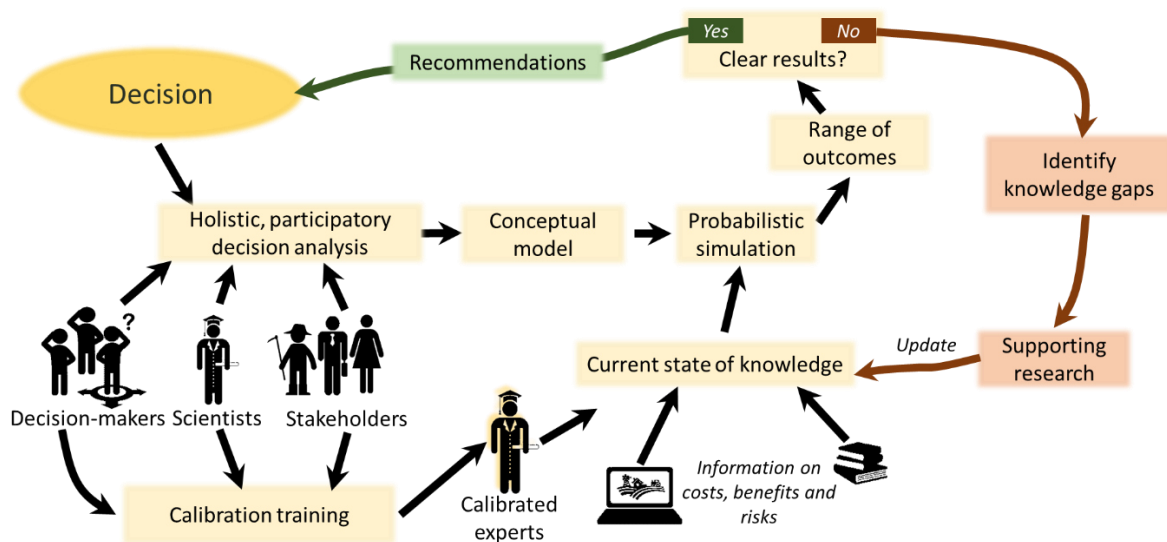 Yes
No
Clear results?
Recommendations
Decision
Range of
outcomes
Identify
knowledge gaps
Holistic, participatory
decision analysis
Conceptual
model
Probabilistic
simulation
?
Decision-makers
Scientists
Stakeholders
Current state of knowledge
Update
Supporting
research
Calibration training
Calibrated
experts
Information on
costs, benefits and
risks